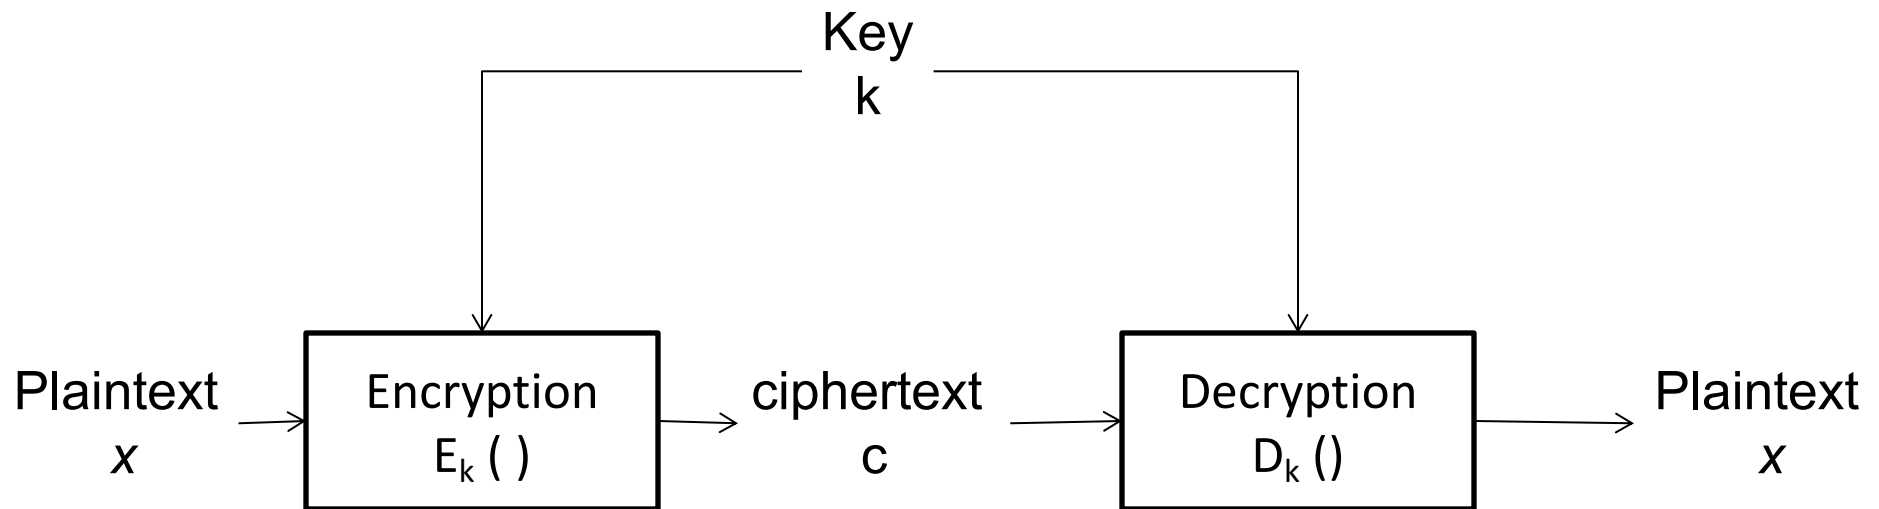 Key
k
Plaintext
x
Encryption
Eₖ ( )
ciphertext
c
Decryption
Dₖ ()
Plaintext
x